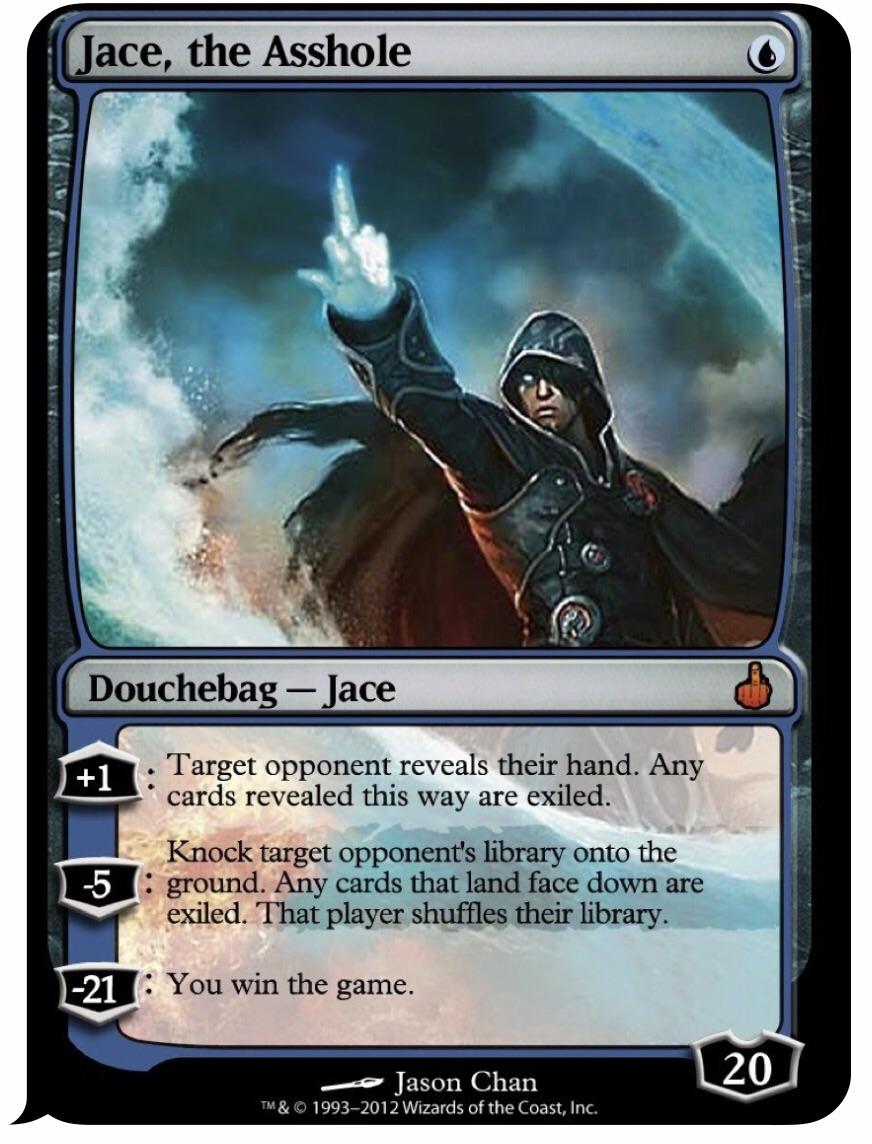 Jace, the Asshole
Douchebag — Jace
+1 : Target opponent reveals their hand. Any
cards revealed this way are exiled.
Knock target opponent's library onto the
-5 : ground. Any cards that land face down are
exiled. That player shuffles their library.
-21 : You win the game.
20
Jason Chan
™ & © 1993–2012 Wizards of the Coast, Inc.